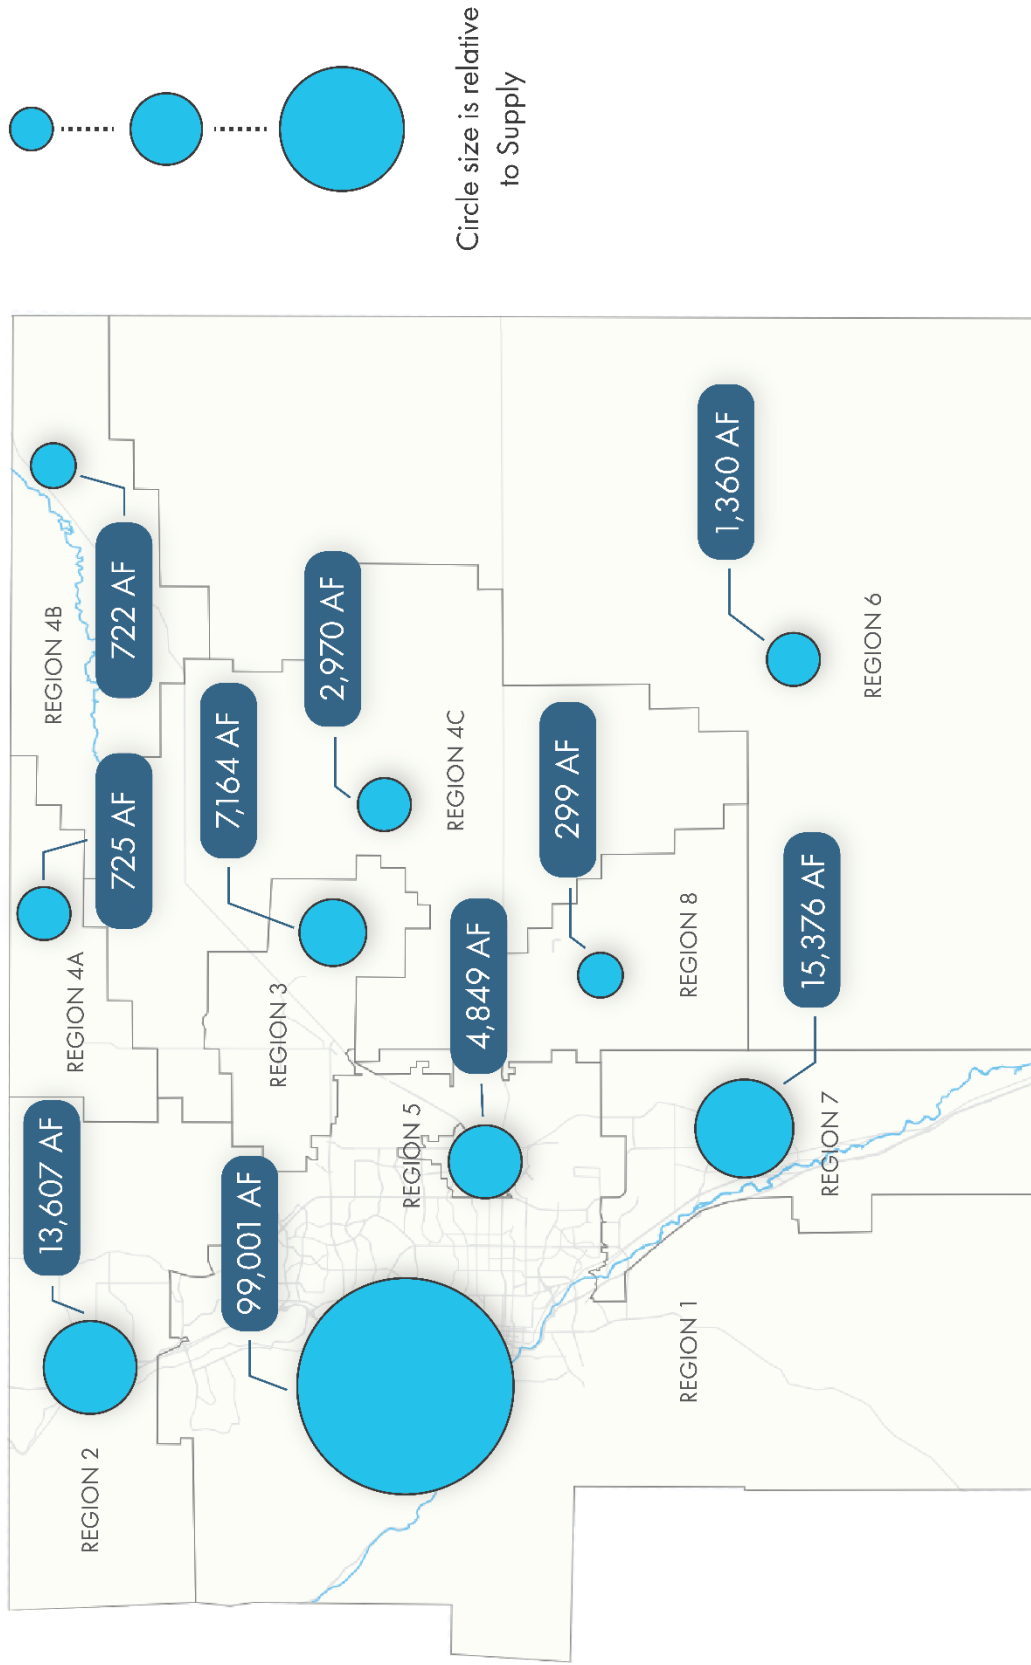 13,607 AF
REGION 4B
REGION 4A
REGION 2
725 AF
722 AF
7,164 AF
99,001 AF
REGION 3
2,970 AF
REGION 5
REGION 4C
Circle size is relative
to Supply
4,849 AF
299 AF
REGION 1
REGION 8
1,360 AF
15,376 AF
REGION 7
REGION 6